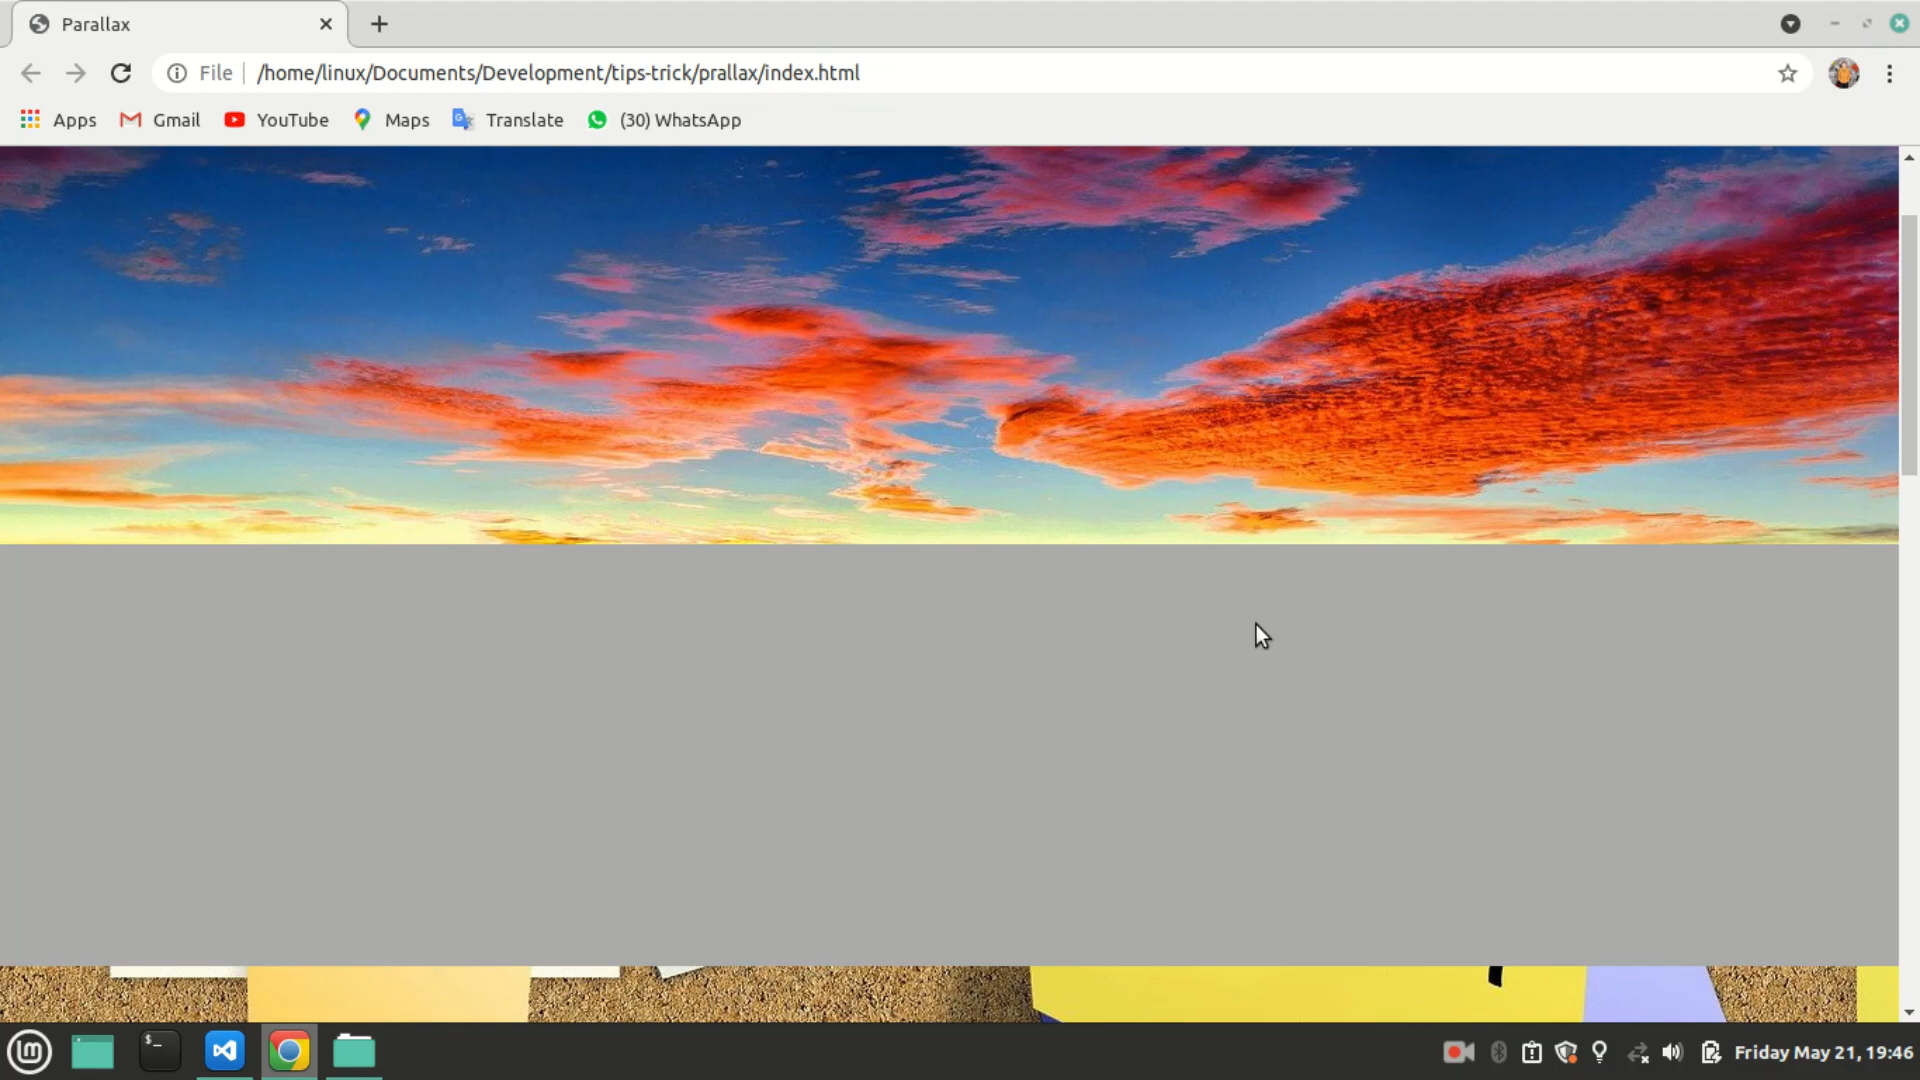 Parallax
File /home/linux/Documents/Development/tips-trick/prallax/index.html
Apps Gmail YouTube Maps Translate (30) WhatsApp
$_
Friday May 21, 19:46